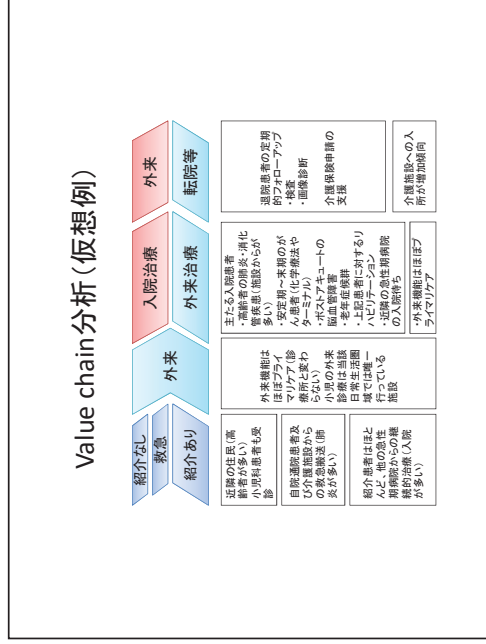 Value chain分析(仮想例)
紹介なし
救急
紹介あり
外来
入院治療
外来治療
外来
転院等
近隣の住民(高
齢者が多い)
小児科患者も受
診
自院通院患者及
び介護施設から
の救急搬送(肺
炎が多い)
紹介患者はほと
んど、他の急性
期病院からの継
続的治療(入院
が多い)
外来機能は
ほぼプライ
マリケア(診
療所と変わ
らない)
小児の外来
診療は当該
日常生活圏
域では唯一
行っている
施設
主たる入院患者
・高齢者の肺炎・消化
管疾患(施設からが
多い)
・安定期~末期のが
ん患者(化学療法や
ターミナル)
・ポストアキュートの
脳血管障害
・老年症候群
・上記患者に対するリ
ハビリテーション
・近隣の急性期病院
の入院待ち
・外来機能はほぼプ
ライマリケア
退院患者の定期
的フォローアップ
・検査
・画像診断
介護保険申請の
支援
介護施設への入
所が増加傾向